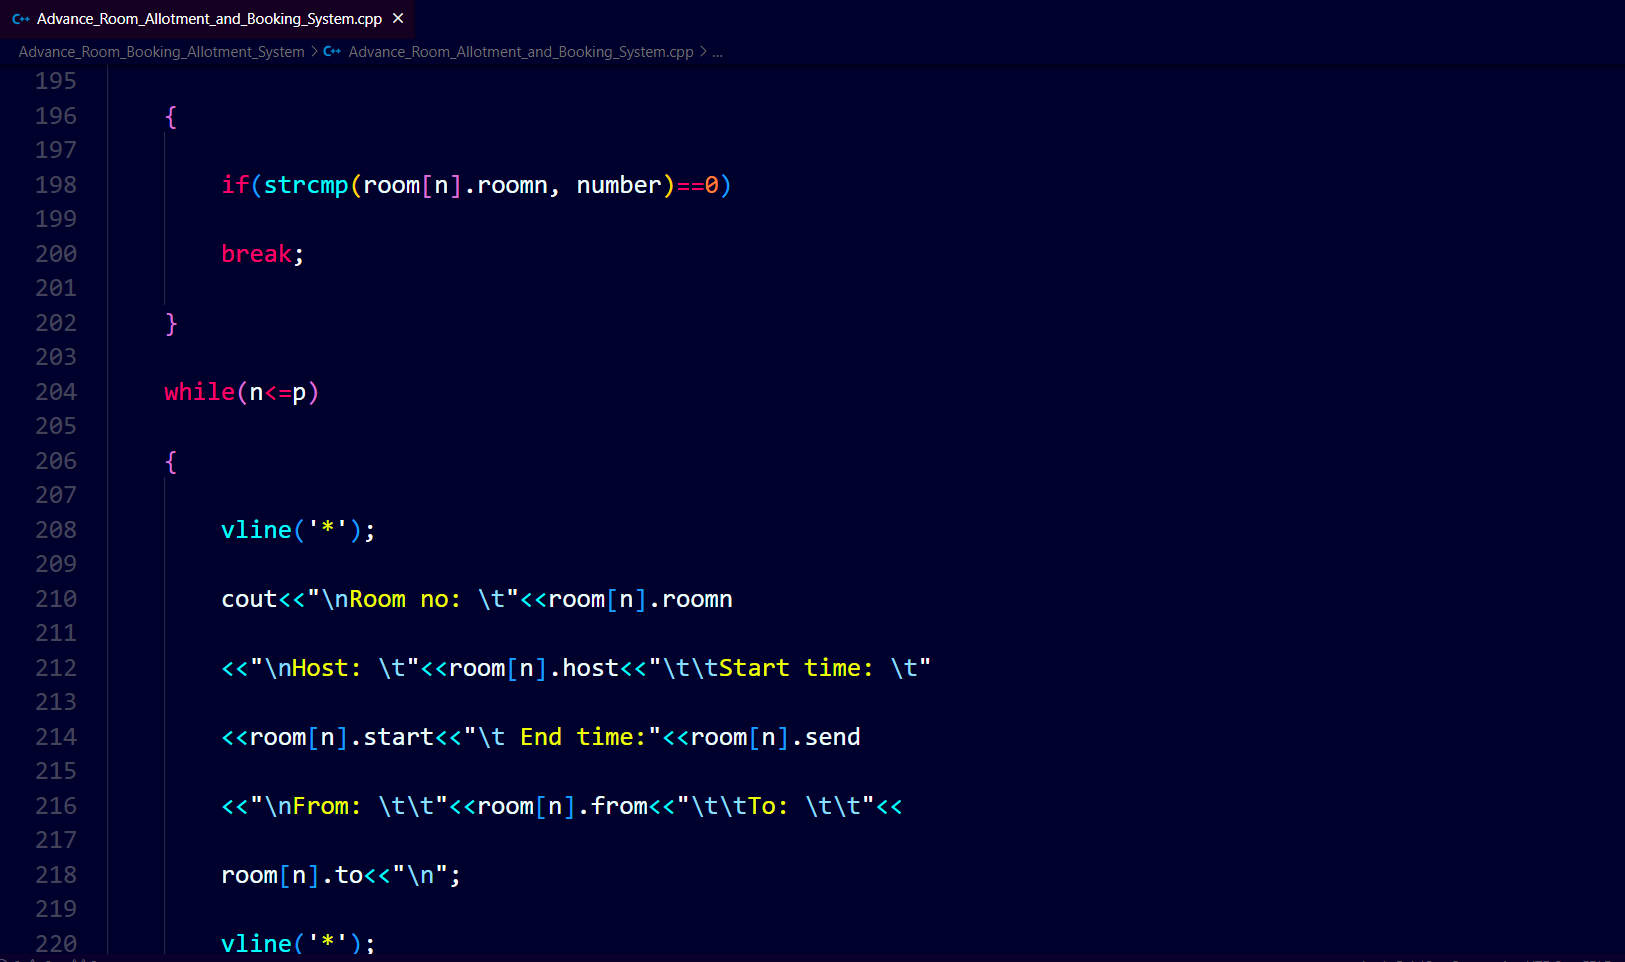 Advance_Room_Allotment_and_Booking_System.cpp
Advance_Room_Booking_Allotment_System > Advance_Room_Allotment_and_Booking_System.cpp > ...
195
196 {
197
198 if(strcmp(room[n].roomn, number)==0)
199
200 break;
201
202 }
203
204 while(n<=p)
205
206 {
207
208 vline('*');
209
210 cout<<"\nRoom no: \t"<<room[n].roomn
211
212 <<"\nHost: \t"<<room[n].host<<"\t\tStart time: \t"
213
214 <<room[n].start<<"\t End time:"<<room[n].send
215
216 <<"\nFrom: \t\t"<<room[n].from<<"\t\tTo: \t\t"<<
217
218 room[n].to<<"\n";
219
220 vline('*');